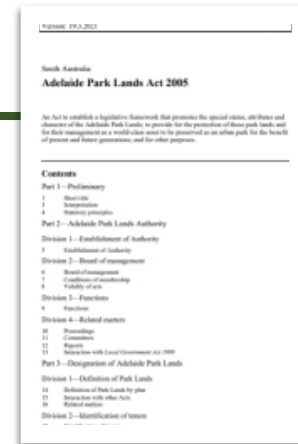 Version: 19.3.2021
South Australia
Adelaide Park Lands Act 2005
An Act to establish a legislative framework that promotes the special status, attributes and
character of the Adelaide Park Lands; to provide for the protection of those park lands and
for their management as a world-class asset to be preserved as an urban park for the benefit
of present and future generations; and for other purposes.
Contents
Part 1—Preliminary
1 Short title
3 Interpretation
4 Statutory principles
Part 2—Adelaide Park Lands Authority
Division 1—Establishment of Authority
5 Establishment of Authority
Division 2—Board of management
6 Board of management
7 Conditions of membership
8 Validity of acts
Division 3—Functions
9 Functions
Division 4—Related matters
10 Proceedings
11 Committees
12 Reports
13 Interaction with Local Government Act 1999
Part 3—Designation of Adelaide Park Lands
Division 1—Definition of Park Lands
14 Definition of Park Lands by plan
15 Interaction with other Acts
16 Related matters
Division 2—Identification of tenure